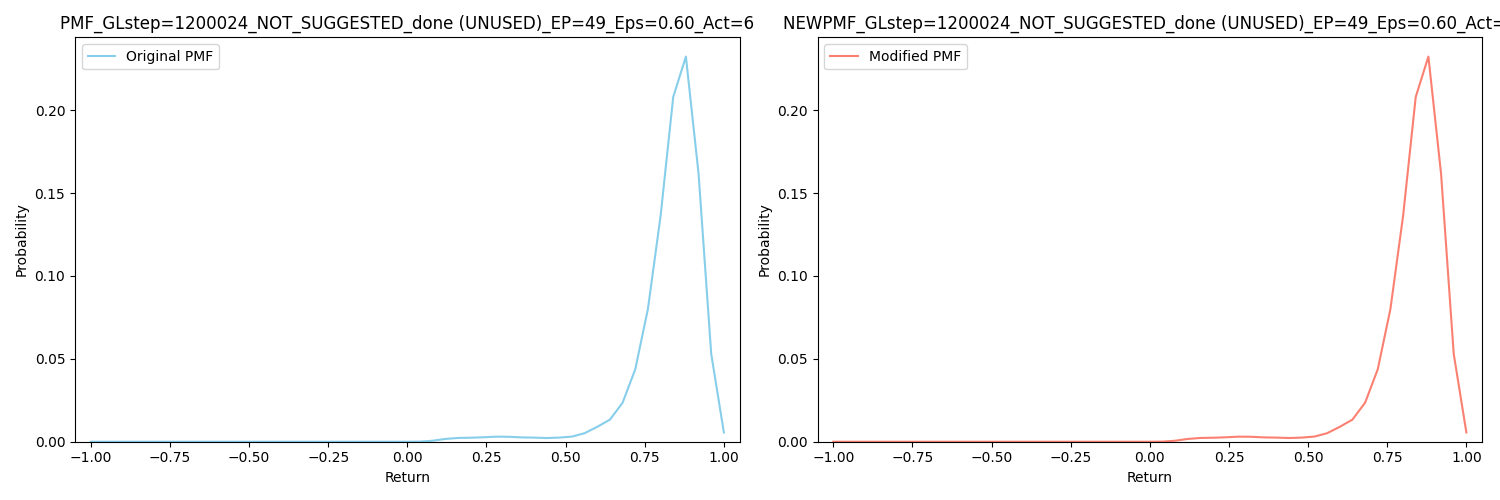 PMF_GLstep=1200024_NOT_SUGGESTED_done (UNUSED)_EP=49_Eps=0.60_Act=6
Original PMF
Probability
0.20
0.15
0.10
0.05
0.00
−1.00 −0.75 −0.50 −0.25 0.00 0.25 0.50 0.75 1.00
Return
NEWPMF_GLstep=1200024_NOT_SUGGESTED_done (UNUSED)_EP=49_Eps=0.60_Act=
Modified PMF
Probability
0.20
0.15
0.10
0.05
0.00
−1.00 −0.75 −0.50 −0.25 0.00 0.25 0.50 0.75 1.00
Return